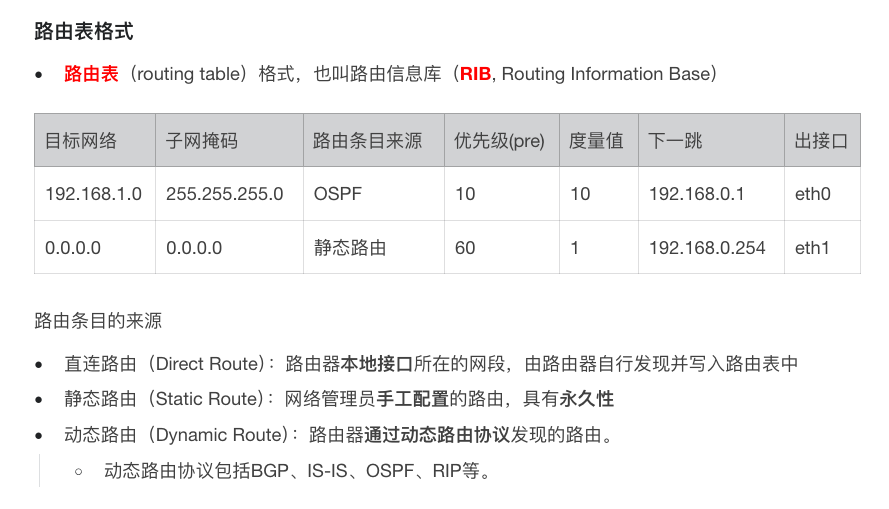 路由表格式
• 路由表（routing table）格式，也叫路由信息库（RIB, Routing Information Base）
目标网络 子网掩码 路由条目来源 优先级(pre) 度量值 下一跳 出接口
192.168.1.0 255.255.255.0 OSPF 10 10 192.168.0.1 eth0
0.0.0.0 0.0.0.0 静态路由 60 1 192.168.0.254 eth1
路由条目的来源
• 直连路由（Direct Route）：路由器本地接口所在的网段，由路由器自行发现并写入路由表中
• 静态路由（Static Route）：网络管理员手工配置的路由，具有永久性
• 动态路由（Dynamic Route）：路由器通过动态路由协议发现的路由。
○ 动态路由协议包括BGP、IS-IS、OSPF、RIP等。